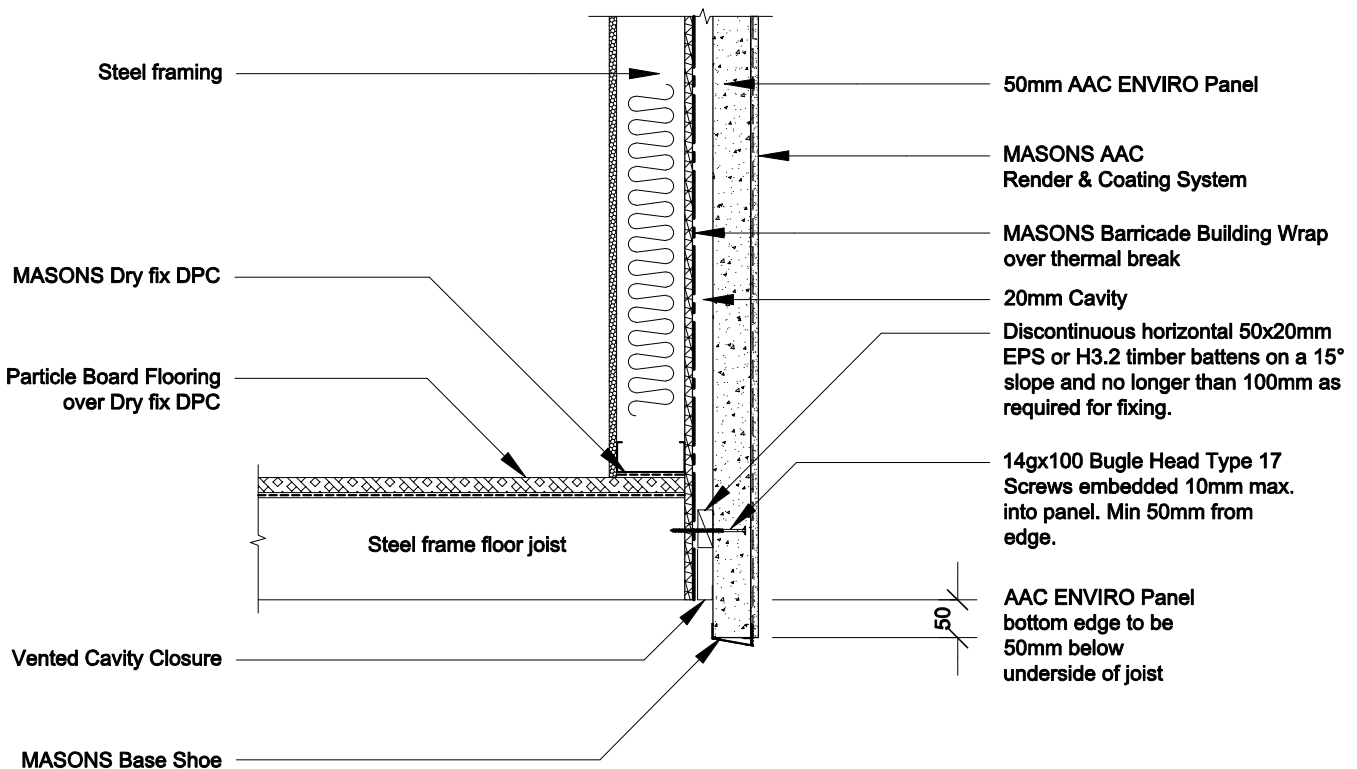 Steel framing
MASONS Dry fix DPC
Particle Board Flooring
over Dry fix DPC
Steel frame floor joist
Vented Cavity Closure
MASONS Base Shoe
50mm AAC ENVIRO Panel
MASONS AAC
Render & Coating System
MASONS Barricade Building Wrap
over thermal break
20mm Cavity
Discontinuous horizontal 50x20mm
EPS or H3.2 timber battens on a 15°
slope and no longer than 100mm as
required for fixing.
14gx100 Bugle Head Type 17
Screws embedded 10mm max.
into panel. Min 50mm from
edge.
50
AAC ENVIRO Panel
bottom edge to be
50mm below
underside of joist